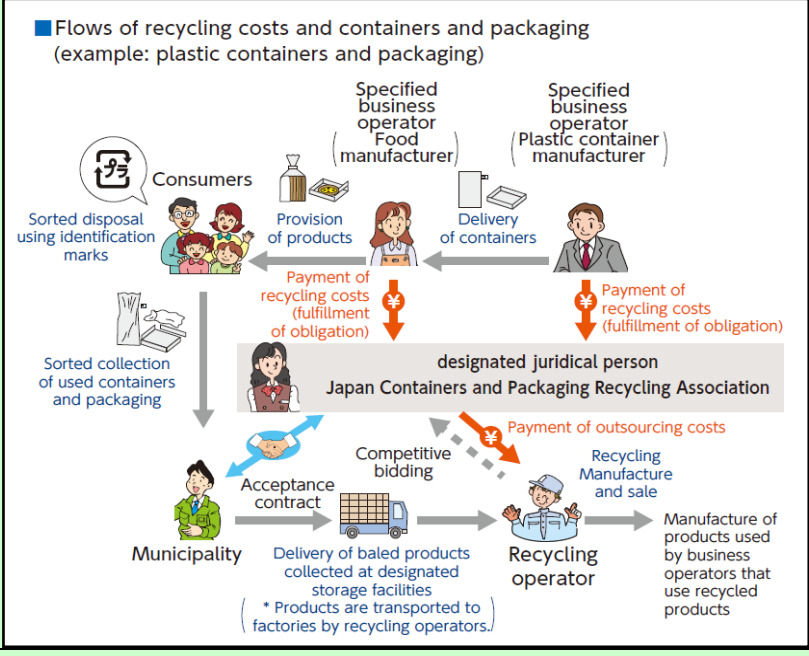 Flows of recycling costs and containers and packaging
(example: plastic containers and packaging)
Specified
business
operator
(Food
manufacturer)
Specified
business
operator
(Plastic container
manufacturer)
プラ
Consumers
Sorted disposal
using identification
marks
Provision
of products
Delivery
of containers
Payment of
recycling costs
(fulfillment
of obligation)
¥
¥
Payment of
recycling costs
(fulfillment of obligation)
Sorted collection
of used containers
and packaging
designated juridical person
Japan Containers and Packaging Recycling Association
¥
Payment of outsourcing costs
Competitive
bidding
Recycling
Manufacture
and sale
Acceptance
contract
Municipality
Delivery of baled products
collected at designated
storage facilities
(* Products are transported to
factories by recycling operators.)
Recycling
operator
Manufacture of
products used
by business
operators that
use recycled
products